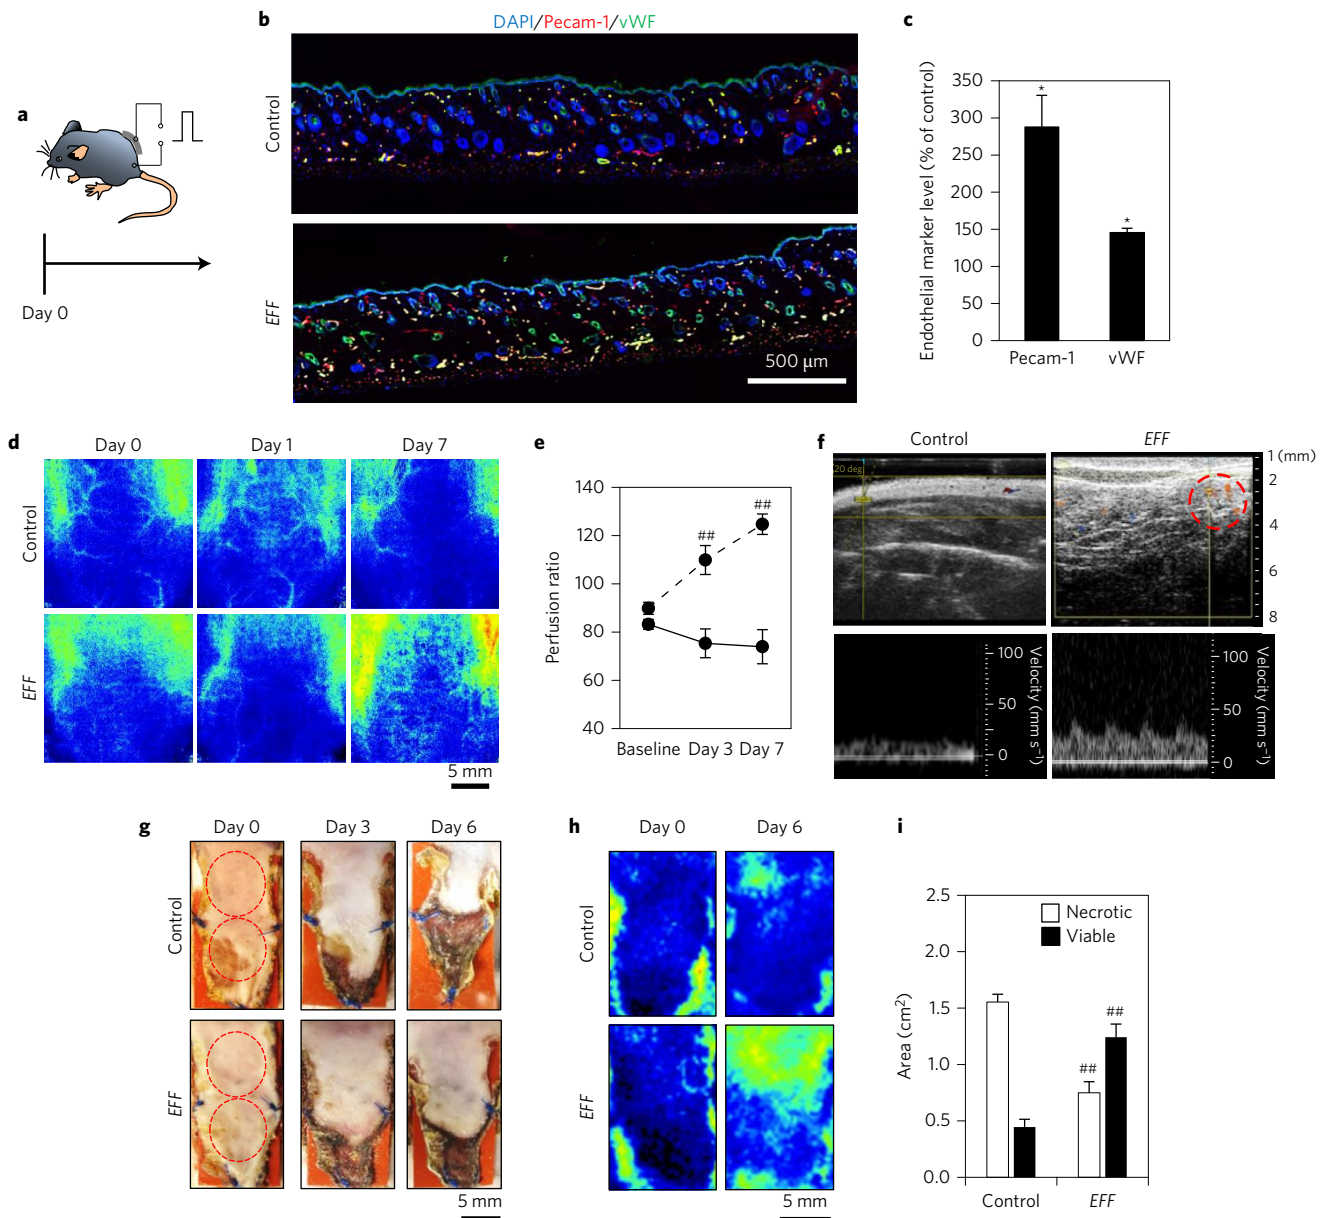 a
Day 0
b
DAPI/Pecam-1/vWF
Control
EFF
500 µm
c
Endothelial marker level (% of control)
350
300
250
200
150
100
50
0
*
*
Pecam-1 vWF
d
Day 0 Day 1 Day 7
Control
EFF
5 mm
e
Perfusion ratio
140
120
100
80
60
40
##
##
Baseline Day 3 Day 7
f
Control EFF
20 deg
1 (mm)
2
4
6
8
100
50
0
Velocity (mm s⁻¹)
100
50
0
Velocity (mm s⁻¹)
g
Day 0 Day 3 Day 6
Control
EFF
5 mm
h
Day 0 Day 6
Control
EFF
5 mm
i
Area (cm²)
2.5
2.0
1.5
1.0
0.5
0.0
Necrotic
Viable
##
##
Control EFF